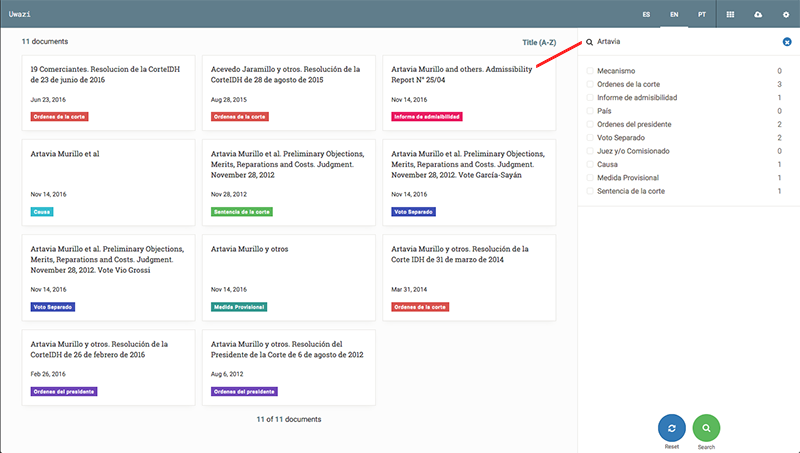 Uwazi
ES EN PT
11 documents
Title (A-Z)
19 Comerciantes. Resolucion de la CorteIDH
de 23 de junio de 2016
Jun 23, 2016
Ordenes de la corte
Acevedo Jaramillo y otros. Resolución de la
CorteIDH de 28 de agosto de 2015
Aug 28, 2015
Ordenes de la corte
Artavia Murillo and others. Admissibility
Report N° 25/04
Nov 14, 2016
Informe de admisibilidad
Artavia Murillo et al
Nov 14, 2016
Causa
Artavia Murillo et al. Preliminary Objections,
Merits, Reparations and Costs. Judgment.
November 28, 2012
Nov 28, 2012
Sentencia de la corte
Artavia Murillo et al. Preliminary Objections,
Merits, Reparations and Costs. Judgment.
November 28, 2012. Vote García-Sayán
Nov 14, 2016
Voto Separado
Artavia Murillo et al. Preliminary Objections,
Merits, Reparations and Costs. Judgment.
November 28, 2012. Vote Vio Grossi
Nov 14, 2016
Voto Separado
Artavia Murillo y otros
Nov 14, 2016
Medida Provisional
Artavia Murillo y otros. Resolución de la
Corte IDH de 31 de marzo de 2014
Mar 31, 2014
Ordenes de la corte
Artavia Murillo y otros. Resolución de la
CorteIDH de 26 de febrero de 2016
Feb 26, 2016
Ordenes del presidente
Artavia Murillo y otros. Resolución del
Presidente de la Corte de 6 de agosto de 2012
Aug 6, 2012
Ordenes del presidente
11 of 11 documents
Artavia
Mecanismo 0
Ordenes de la corte 3
Informe de admisibilidad 1
País 0
Ordenes del presidente 2
Voto Separado 2
Juez y/o Comisionado 0
Causa 1
Medida Provisional 1
Sentencia de la corte 1
Reset
Search